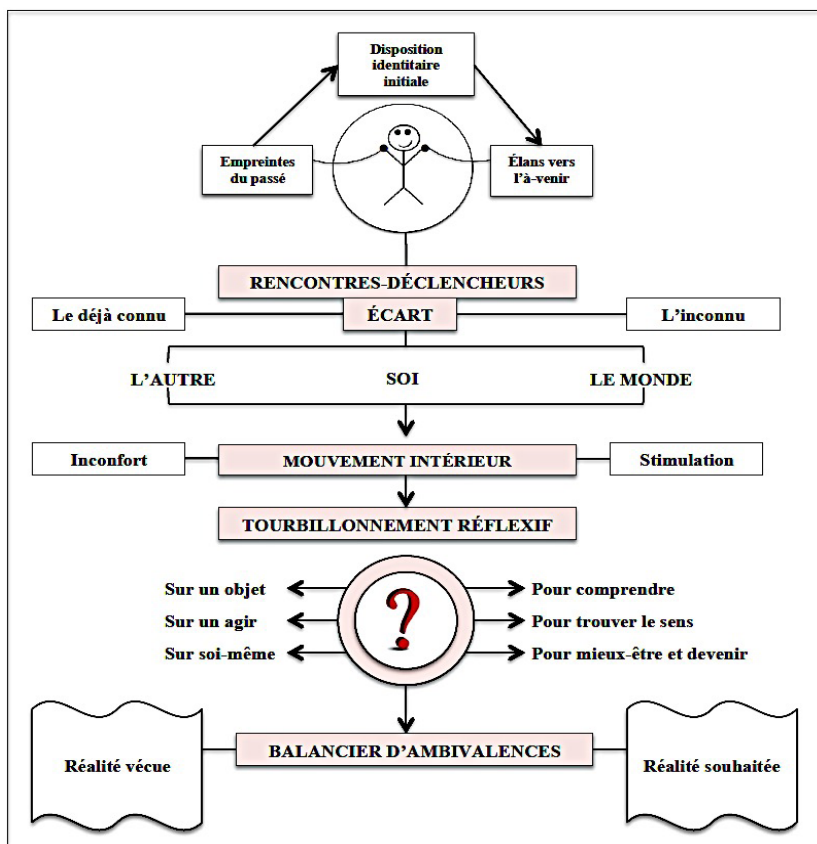 Disposition
identitaire
initiale
Empreintes
du passé
Élans vers
l'à-venir
RENCONTRES-DÉCLENCHEURS
Le déjà connu
ÉCART
L'inconnu
L'AUTRE
SOI
LE MONDE
Inconfort
MOUVEMENT INTÉRIEUR
Stimulation
TOURBILLONNEMENT RÉFLEXIF
Sur un objet
Pour comprendre
?
Sur un agir
Pour trouver le sens
Sur soi-même
Pour mieux-être et devenir
Réalité vécue
BALANCIER D'AMBIVALENCES
Réalité souhaitée